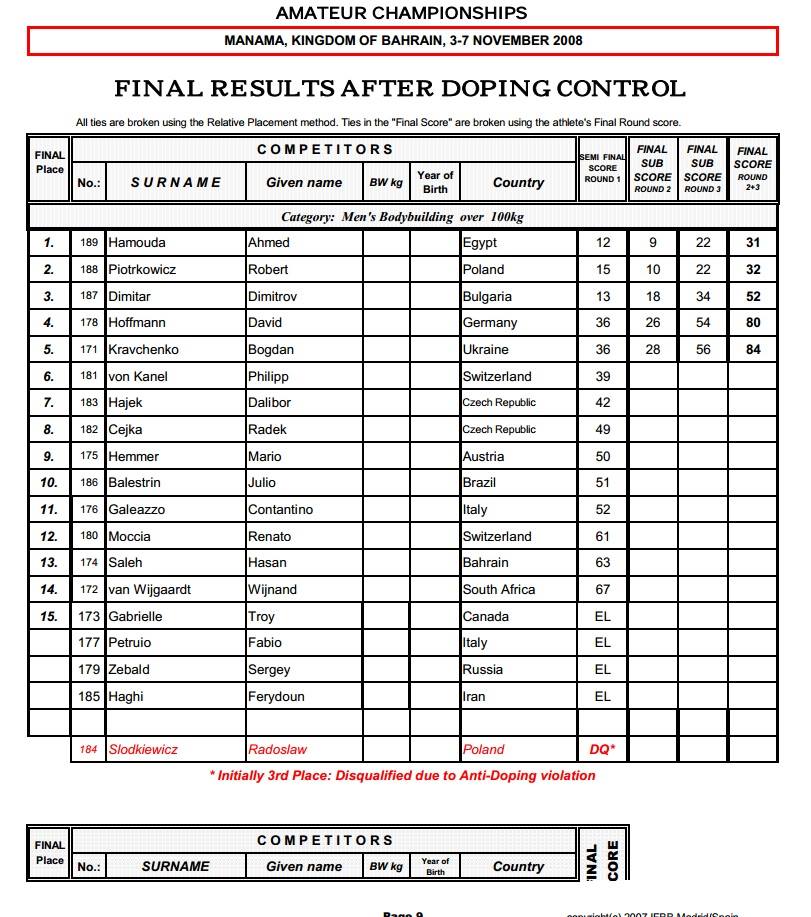 AMATEUR CHAMPIONSHIPS
MANAMA, KINGDOM OF BAHRAIN, 3-7 NOVEMBER 2008
FINAL RESULTS AFTER DOPING CONTROL
All ties are broken using the Relative Placement method. Ties in the "Final Score" are broken using the athlete's Final Round score.
FINAL Place COMPETITORS SEMI FINAL SCORE ROUND 1 FINAL SUB SCORE ROUND 2 FINAL SUB SCORE ROUND 3 FINAL SCORE ROUND 2+3
No.: SURNAME Given name BW kg Year of Birth Country
Category: Men's Bodybuilding over 100kg
1. 189 Hamouda Ahmed Egypt 12 9 22 31
2. 188 Piotrkowicz Robert Poland 15 10 22 32
3. 187 Dimitar Dimitrov Bulgaria 13 18 34 52
4. 178 Hoffmann David Germany 36 26 54 80
5. 171 Kravchenko Bogdan Ukraine 36 28 56 84
6. 181 von Kanel Philipp Switzerland 39
7. 183 Hajek Dalibor Czech Republic 42
8. 182 Cejka Radek Czech Republic 49
9. 175 Hemmer Mario Austria 50
10. 186 Balestrin Julio Brazil 51
11. 176 Galeazzo Contantino Italy 52
12. 180 Moccia Renato Switzerland 61
13. 174 Saleh Hasan Bahrain 63
14. 172 van Wijgaardt Wijnand South Africa 67
15. 173 Gabrielle Troy Canada EL
177 Petruio Fabio Italy EL
179 Zebald Sergey Russia EL
185 Haghi Ferydoun Iran EL
184 Slodkiewicz Radoslaw Poland DQ*
* Initially 3rd Place: Disqualified due to Anti-Doping violation
FINAL Place COMPETITORS
No.: SURNAME Given name BW kg Year of Birth Country
Page 9 copyright(c) 2007 IFBB Madrid/Spain